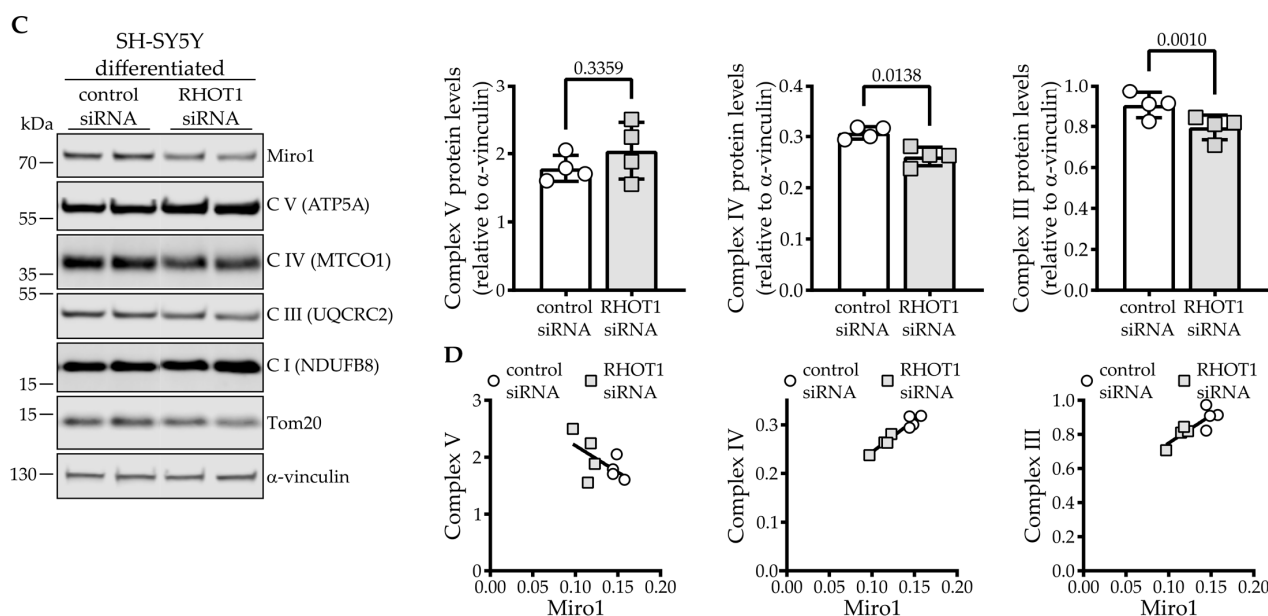 C
SH-SY5Y
differentiated
control
siRNA
RHOT1
siRNA
kDa
70
Miro1
55
C V (ATP5A)
35
C IV (MTCO1)
55
C III (UQCRC2)
15
C I (NDUFB8)
15
Tom20
130
α-vinculin
Complex V protein levels
(relative to α-vinculin)
3
2
1
0
0.3359
control
siRNA
RHOT1
siRNA
Complex IV protein levels
(relative to α-vinculin)
0.4
0.3
0.2
0.1
0.0
0.0138
control
siRNA
RHOT1
siRNA
Complex III protein levels
(relative to α-vinculin)
1.0
0.8
0.6
0.4
0.2
0.0
0.0010
control
siRNA
RHOT1
siRNA
D
control
siRNA
RHOT1
siRNA
Complex V
3
2
1
0
0.00 0.05 0.10 0.15 0.20
Miro1
control
siRNA
RHOT1
siRNA
Complex IV
0.3
0.2
0.1
0.0
0.00 0.05 0.10 0.15 0.20
Miro1
control
siRNA
RHOT1
siRNA
Complex III
1.0
0.8
0.6
0.4
0.2
0.0
0.00 0.05 0.10 0.15 0.20
Miro1